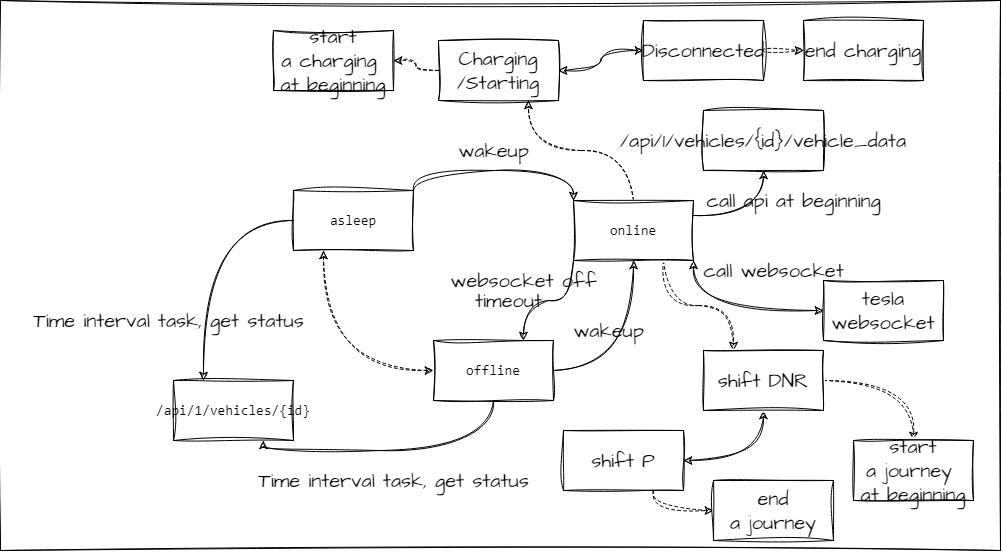 start
a charging
at beginning
Charging
/Starting
Disconnected
end charging
/api/1/vehicles/{id}/vehicle_data
wakeup
call api at beginning
asleep
online
websocket off
timeout
call websocket
tesla
websocket
Time interval task, get status
wakeup
offline
shift DNR
/api/1/vehicles/{id}
shift P
start
a journey
at beginning
Time interval task, get status
end
a journey